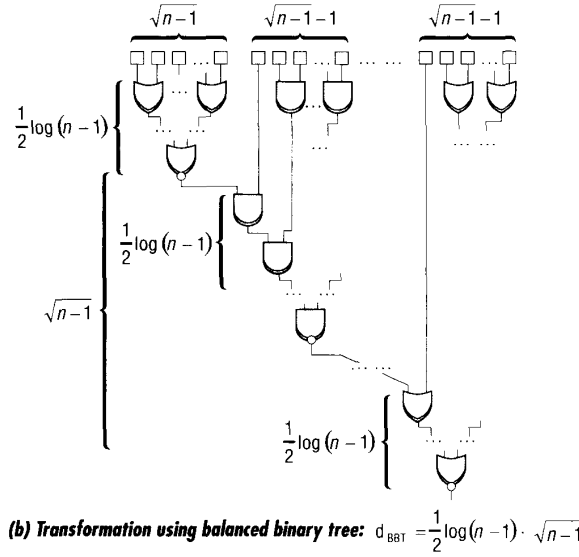 √n−1    √n−1−1    √n−1−1
... ... ... ... ... ...
1/2 log (n − 1)
1/2 log (n − 1)
√n−1
1/2 log (n − 1)
(b) Transformation using balanced binary tree: d BBT = 1/2 log(n − 1) · √n−1